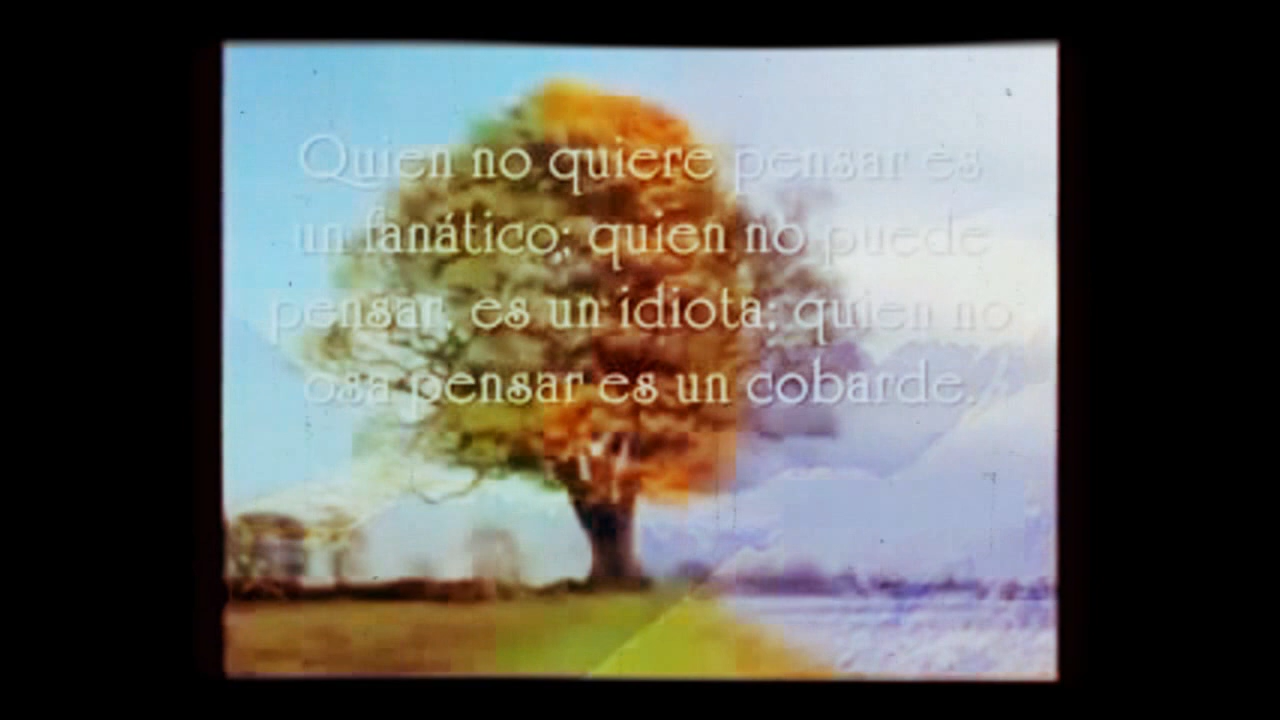 Quien no quiere pensar es
un fanático; quien no puede
pensar, es un idiota; quien no
osa pensar es un cobarde.